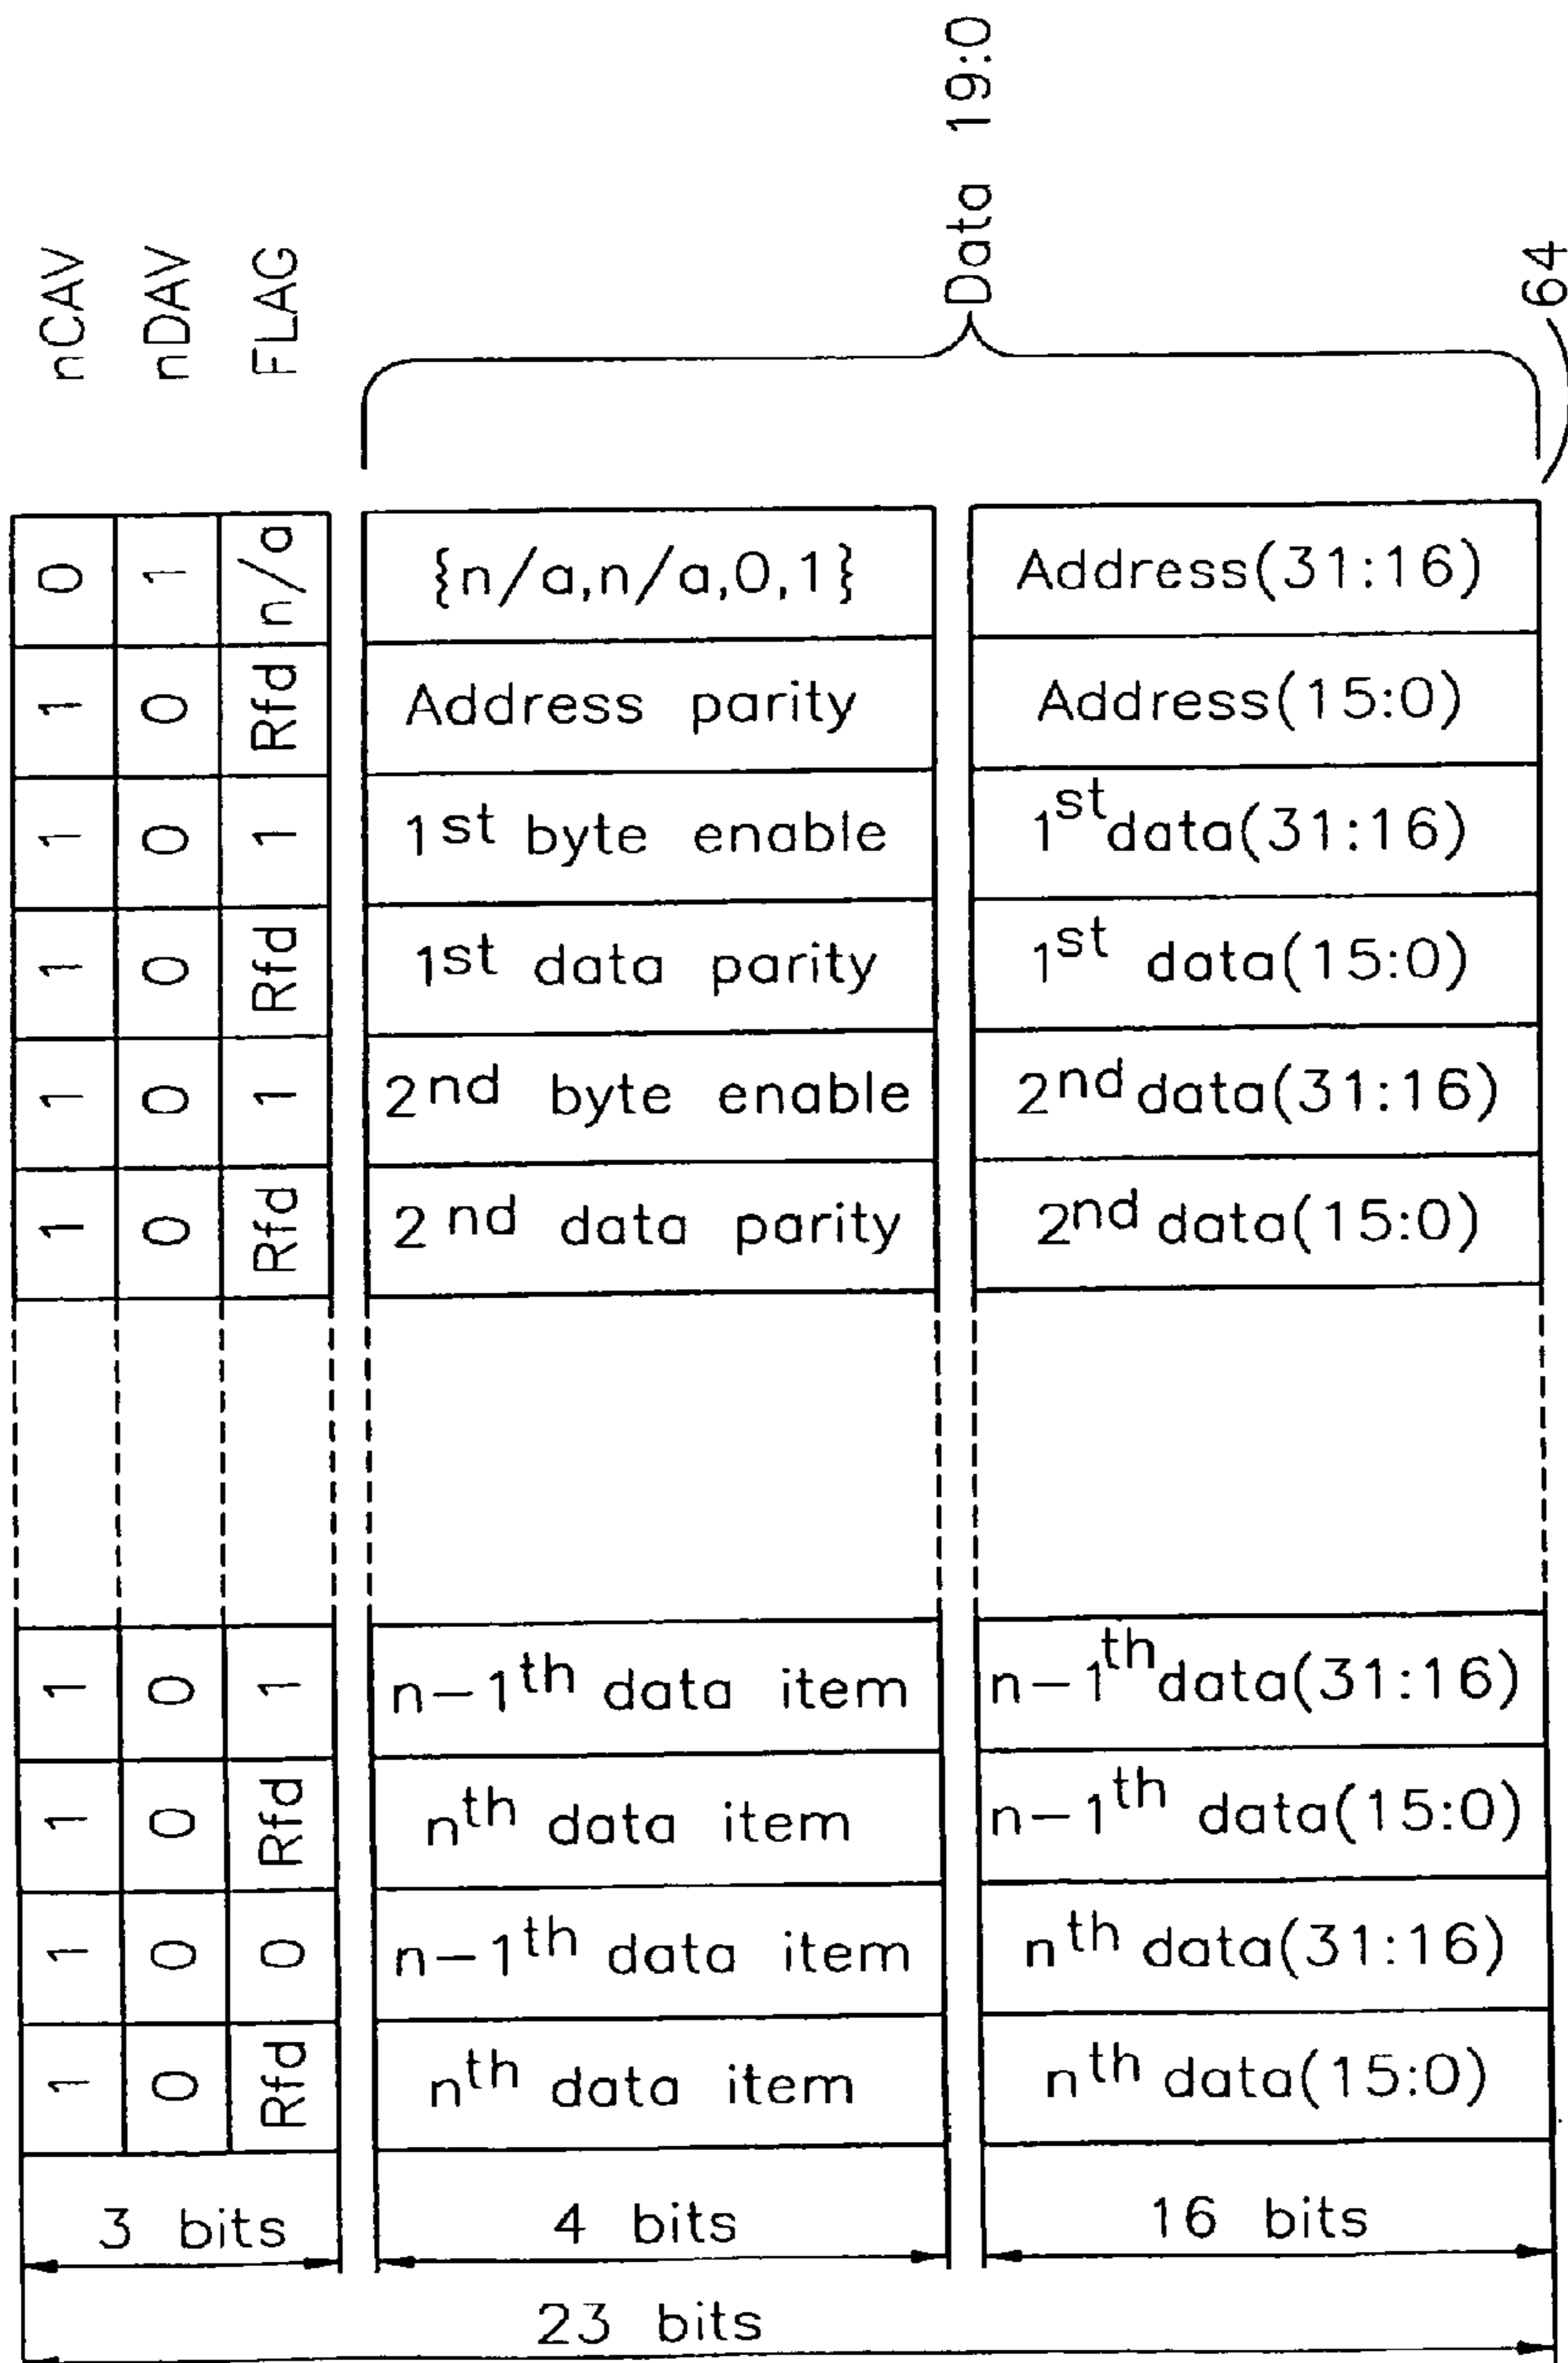 nCAV nDAV FLAG
Data 19:0
64
0 1 n/a {n/a,n/a,0,1} Address(31:16)
1 0 Rfd Address parity Address(15:0)
1 0 1 1st byte enable 1st data(31:16)
1 0 Rfd 1st data parity 1st data(15:0)
1 0 1 2nd byte enable 2nd data(31:16)
1 0 Rfd 2nd data parity 2nd data(15:0)
1 0 1 n-1th data item n-1th data(31:16)
1 0 Rfd nth data item n-1th data(15:0)
1 0 0 n-1th data item nth data(31:16)
1 0 Rfd nth data item nth data(15:0)
3 bits 4 bits 16 bits
23 bits